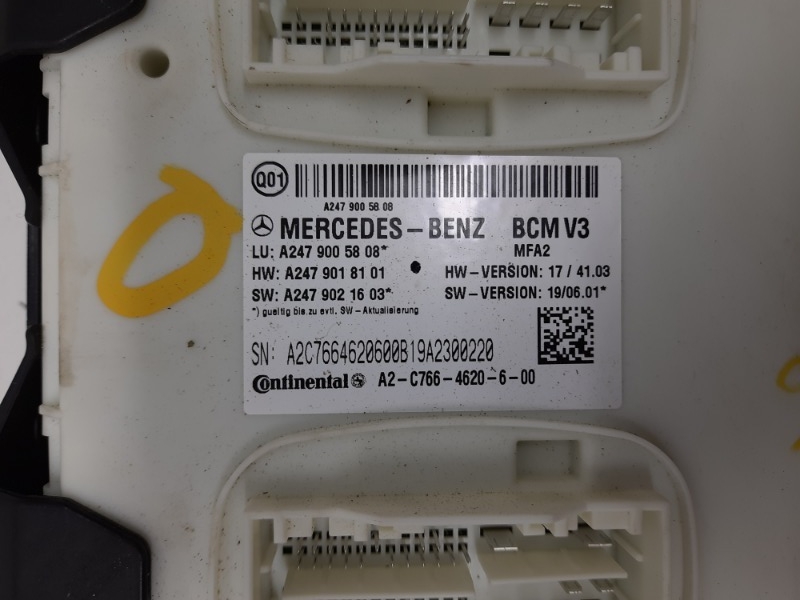 Q01
A247 900 58 08
MERCEDES-BENZ BCM V3
LU: A247 900 58 08* MFA2
HW: A247 901 81 01 HW-VERSION: 17 / 41.03
SW: A247 902 16 03* SW-VERSION: 19/06.01*
*) gueltig bis zu evtl. SW-Aktualisierung
SN: A2C7664620600B19A2300220
Continental A2-C766-4620-6-00